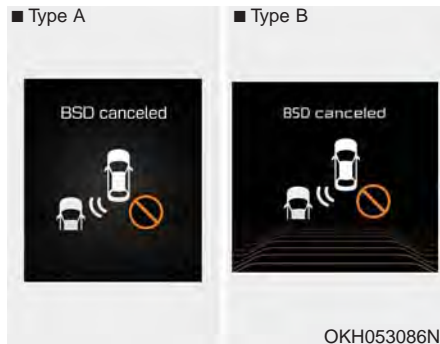 ■ Type A
■ Type B
BSD canceled
BSD canceled
OKH053086N